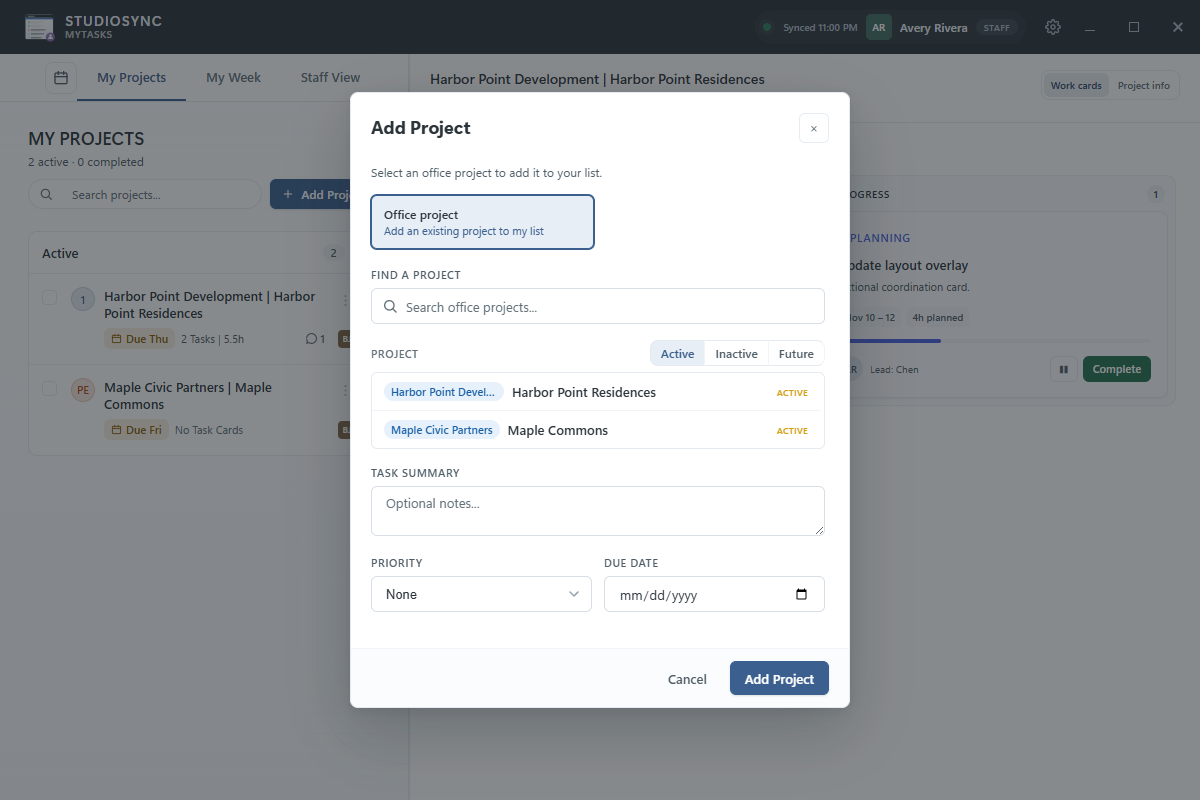 STUDIOSYNC
MYTASKS
Synced 11:00 PM
AR
Avery Rivera
STAFF
My Projects
My Week
Staff View
Harbor Point Development | Harbor Point Residences
Work cards
Project info
MY PROJECTS
2 active · 0 completed
Search projects...
+ Add
Active
2
1
Harbor Point Development | Harbor
Point Residences
Due Thu
2 Tasks | 5.5h
1
PE
Maple Civic Partners | Maple
Commons
Due Fri
No Task Cards
Add Project
×
Select an office project to add it to your list.
Office project
Add an existing project to my list
FIND A PROJECT
Search office projects...
PROJECT
Active
Inactive
Future
Harbor Point Devel...
Harbor Point Residences
ACTIVE
Maple Civic Partners
Maple Commons
ACTIVE
TASK SUMMARY
Optional notes...
PRIORITY
DUE DATE
None
mm/dd/yyyy
Cancel
Add Project
1
PLANNING
layout overlay
coordination card.
10 – 12
4h planned
Lead: Chen
Complete